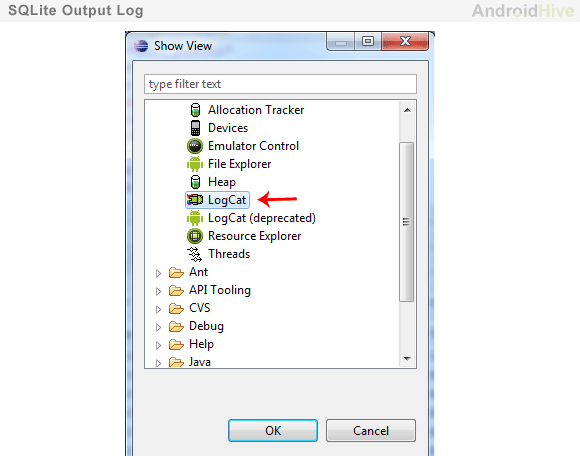 SQLite Output Log
AndroidHive
Show View
type filter text
Allocation Tracker
Devices
Emulator Control
File Explorer
Heap
LogCat
LogCat (deprecated)
Resource Explorer
Threads
Ant
API Tooling
CVS
Debug
Help
Java
OK
Cancel